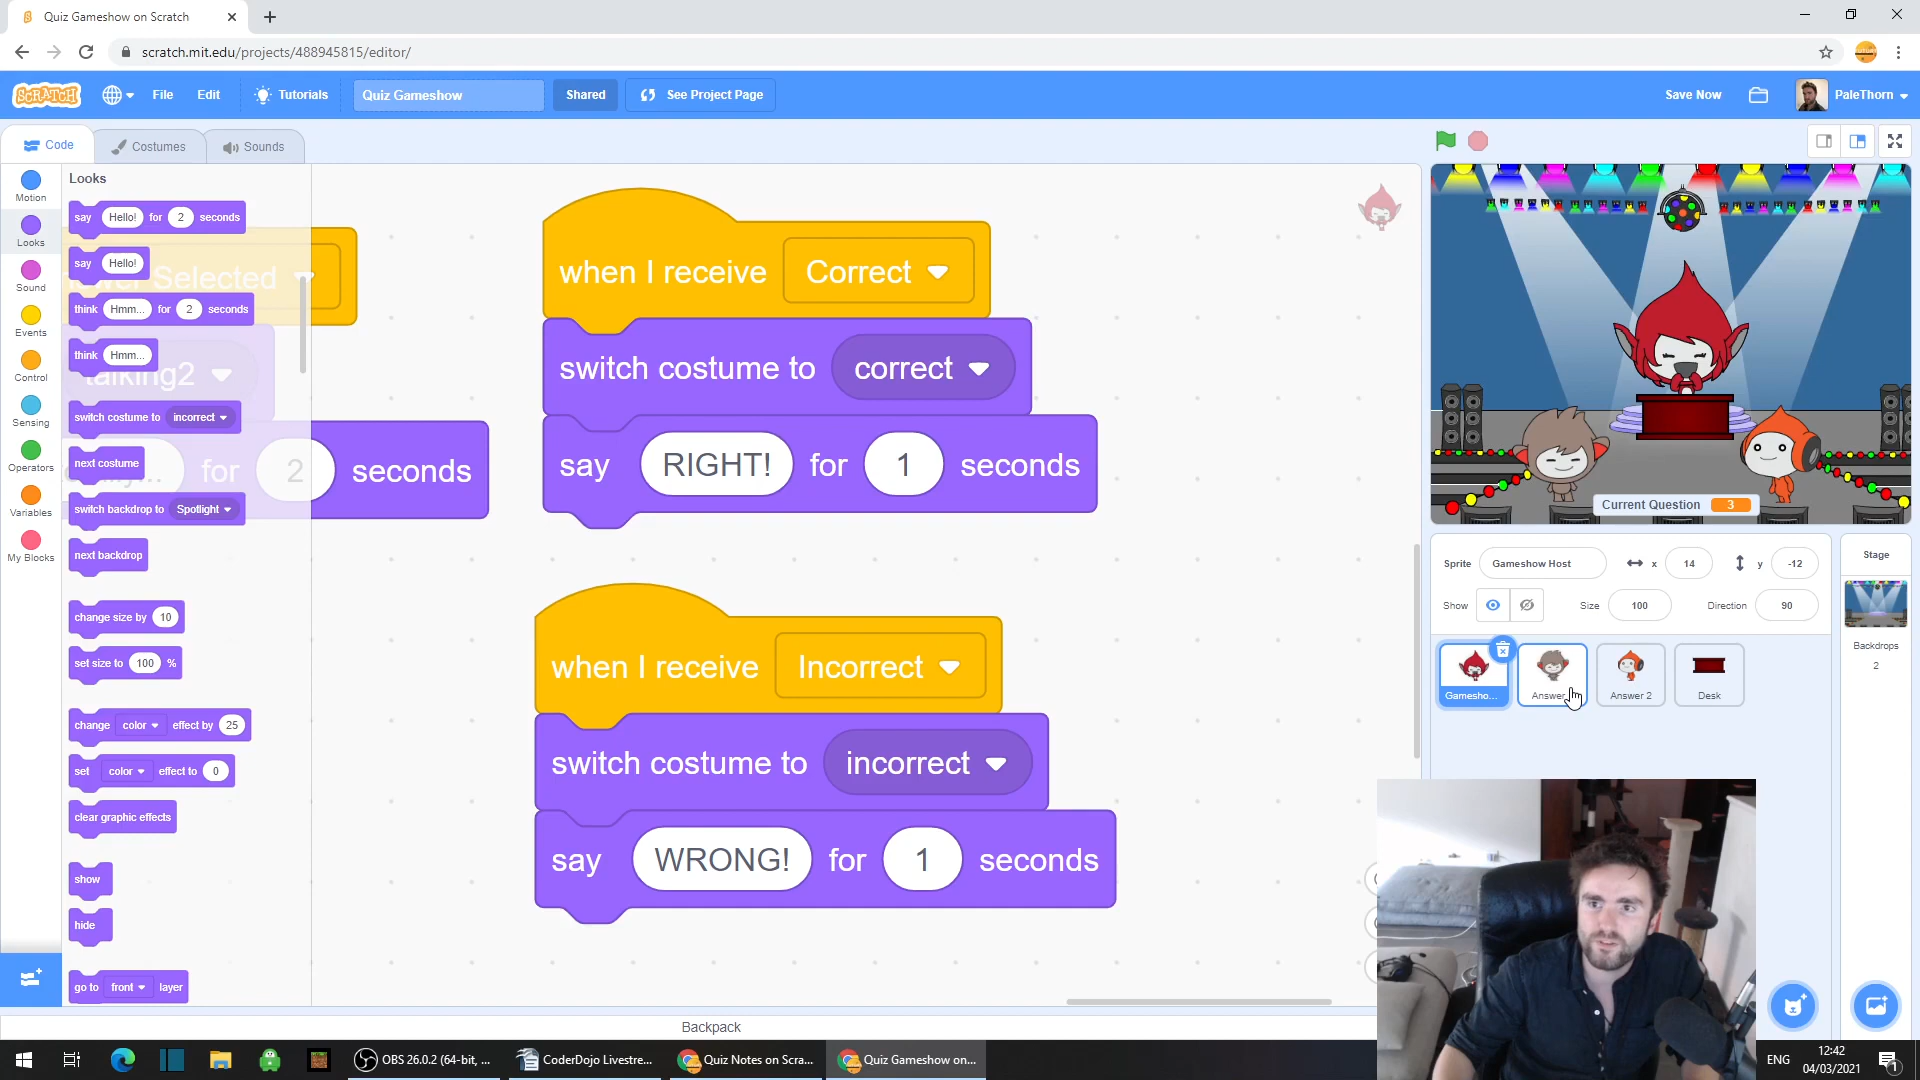 Quiz Gameshow on Scratch
scratch.mit.edu/projects/488945815/editor/
SCRATCH
File
Edit
Tutorials
Quiz Gameshow
Shared
See Project Page
Save Now
PaleThorn
Code
Costumes
Sounds
Motion
Looks
Sound
Events
Control
Sensing
Operators
Variables
My Blocks
Looks
say Hello! for 2 seconds
say Hello!
think Hmm... for 2 seconds
think Hmm...
switch costume to incorrect
next costume
switch backdrop to Spotlight
next backdrop
change size by 10
set size to 100 %
change color effect by 25
set color effect to 0
clear graphic effects
show
hide
go to front layer
Selected
talking2
for 2 seconds
when I receive Correct
switch costume to correct
say RIGHT! for 1 seconds
when I receive Incorrect
switch costume to incorrect
say WRONG! for 1 seconds
Current Question 3
Sprite Gameshow Host x 14 y -12
Show Size 100 Direction 90
Gamesho...
Answer
Answer 2
Desk
Stage
Backdrops
2
Backpack
OBS 26.0.2 (64-bit, ...
CoderDojo Livestre...
Quiz Notes on Scra...
Quiz Gameshow on...
ENG
12:42
04/03/2021
1